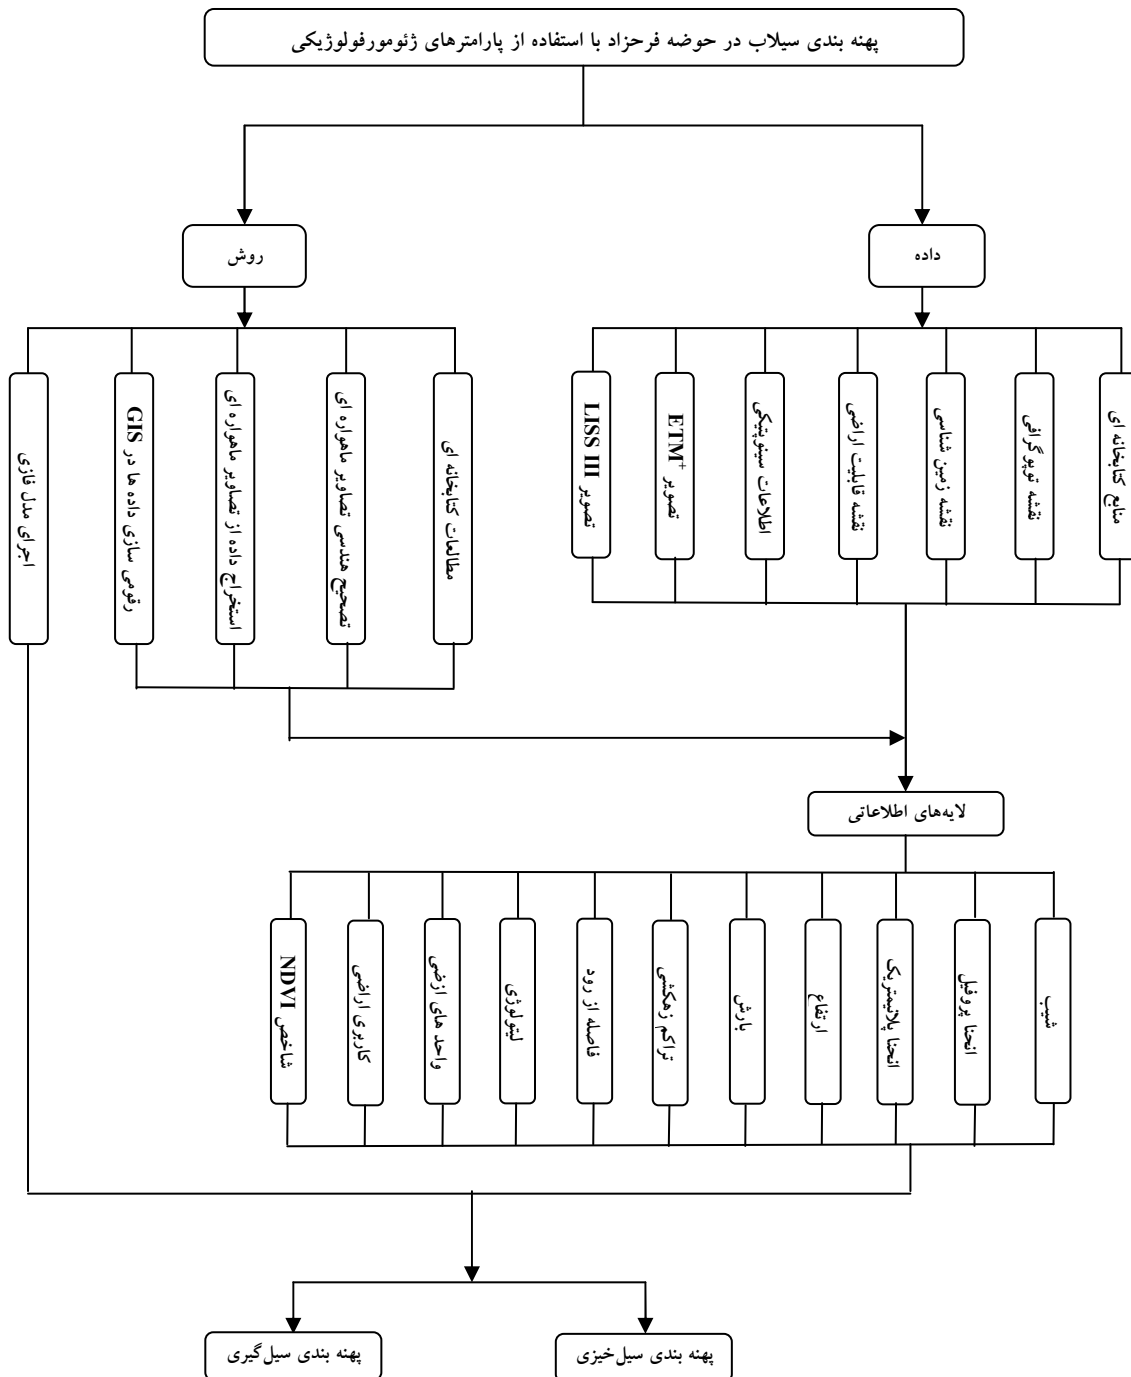 پهنه بندی سیلاب در حوضه فرحزاد با استفاده از پارامترهای ژئومورفولوژیکی
داده
روش
منابع کتابخانه ای
نقشه توپوگرافی
نقشه زمین شناسی
نقشه قابلیت اراضی
اطلاعات سینوپتیکی
تصویر ETM+
تصویر LISS III
مطالعات کتابخانه ای
تصحیح هندسی تصاویر ماهواره ای
استخراج داده از تصاویر ماهواره ای
رقومی سازی داده ها در GIS
اجرای مدل فازی
لایه‌های اطلاعاتی
شیب
انحنا پروفیل
انحنا پلانیمتریک
ارتفاع
بارش
تراکم زهکشی
فاصله از رود
لیتولوژی
واحد های ارضی
کاربری اراضی
شاخص NDVI
پهنه بندی سیل‌خیزی
پهنه بندی سیل‌گیری